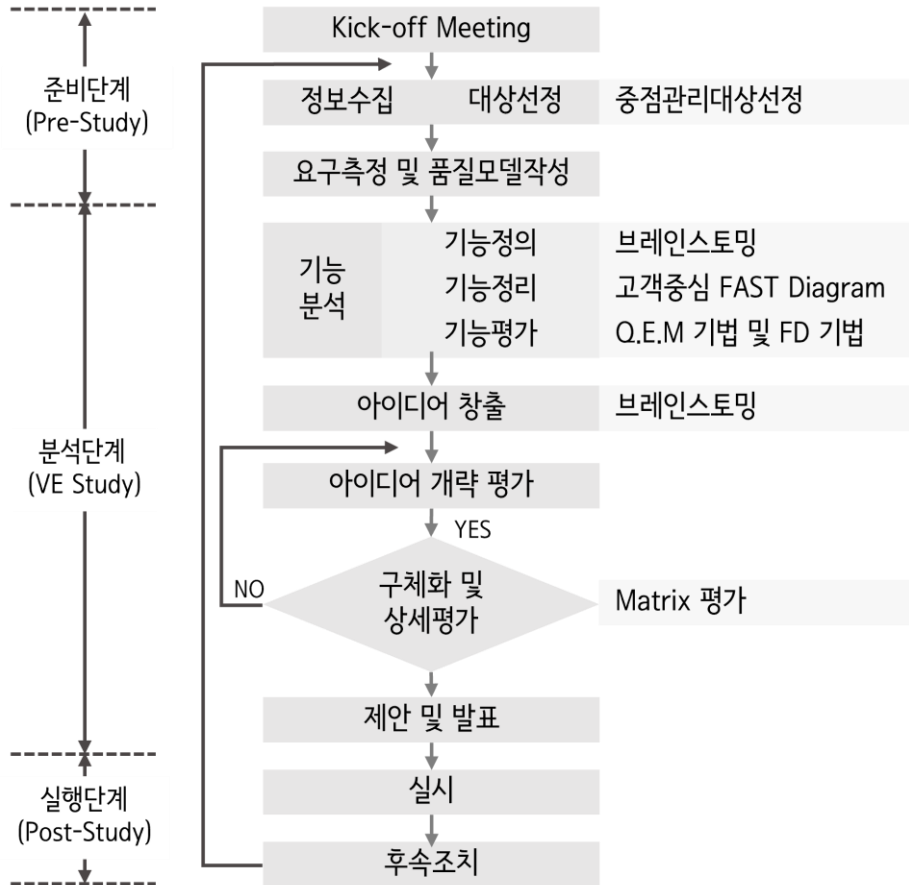 Kick-off Meeting
준비단계
(Pre-Study)
정보수집 대상선정 중점관리대상선정
요구측정 및 품질모델작성
기능
분석
기능정의 브레인스토밍
기능정리 고객중심 FAST Diagram
기능평가 Q.E.M 기법 및 FD 기법
아이디어 창출 브레인스토밍
분석단계
(VE Study)
아이디어 개략 평가
YES
NO
구체화 및
상세평가
Matrix 평가
제안 및 발표
실행단계
(Post-Study)
실시
후속조치